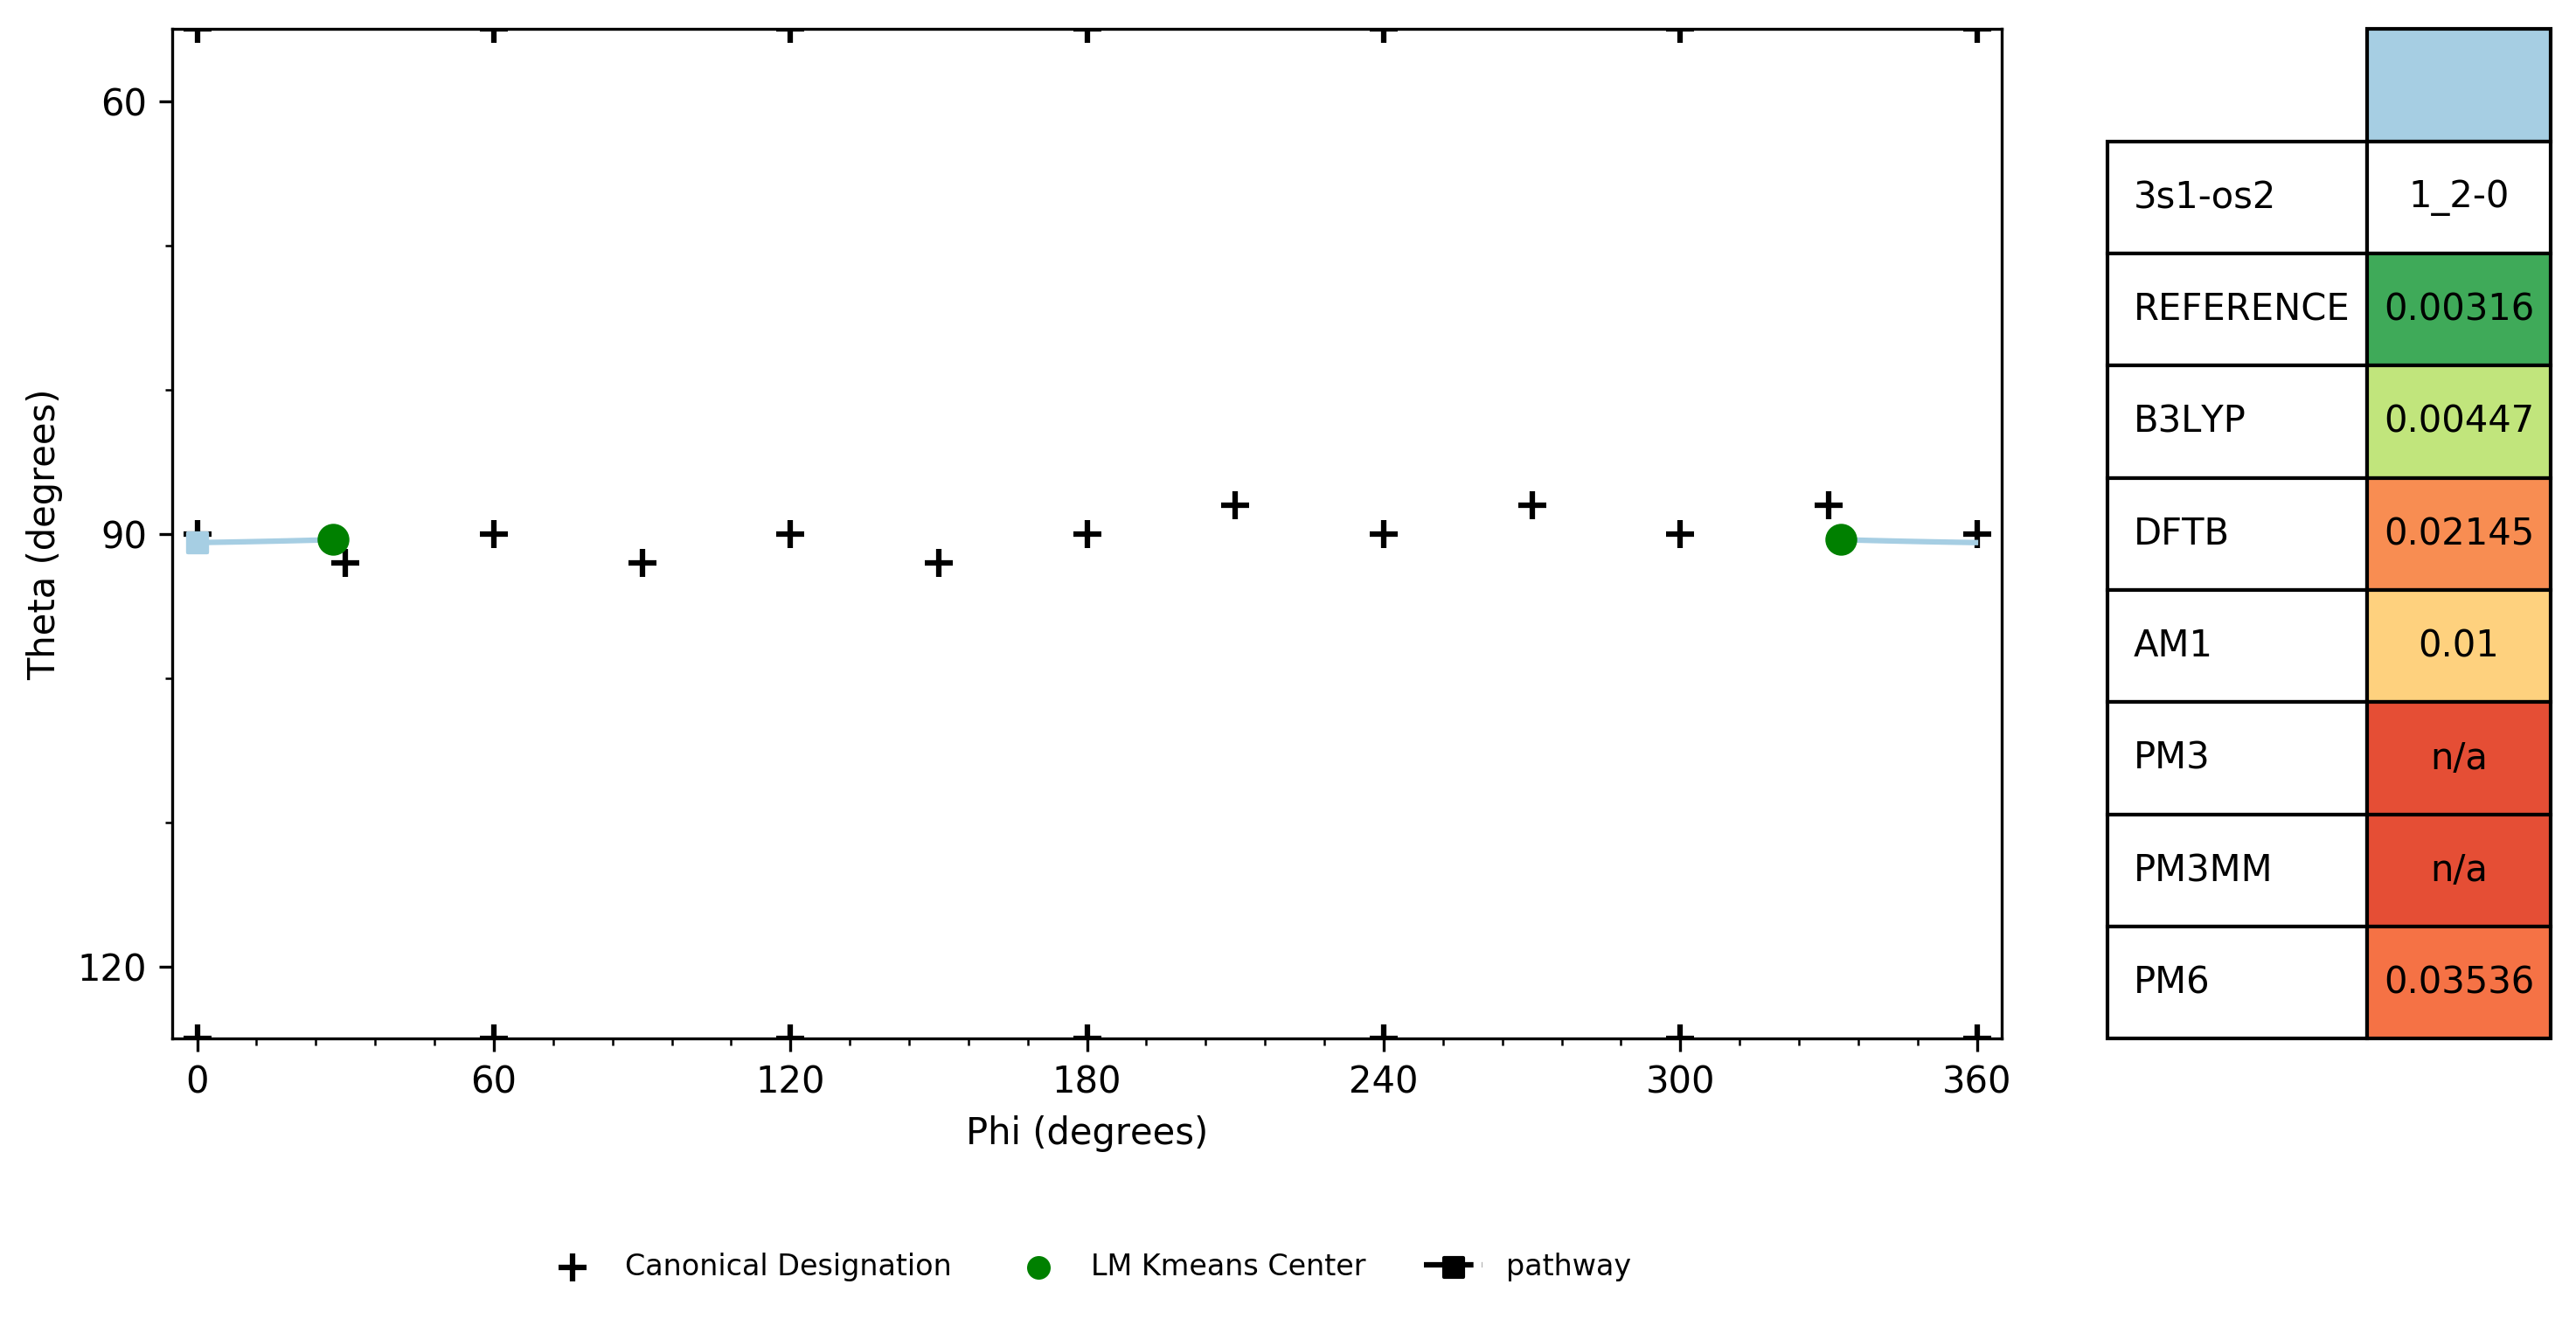 60
90
120
Theta (degrees)
0 60 120 180 240 300 360
Phi (degrees)
Canonical Designation LM Kmeans Center pathway
3s1-os2 1_2-0
REFERENCE 0.00316
B3LYP 0.00447
DFTB 0.02145
AM1 0.01
PM3 n/a
PM3MM n/a
PM6 0.03536